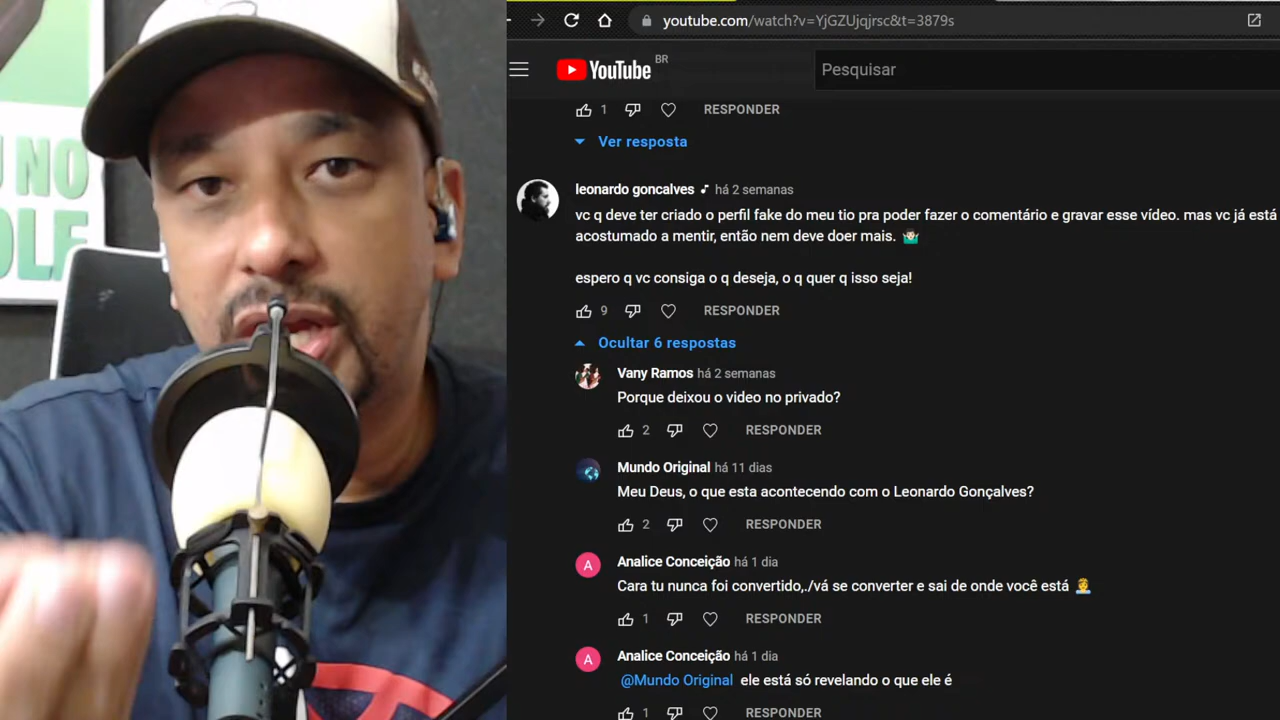 U NO
OLE
youtube.com/watch?v=YjGZUjqjrsc&t=3879s
YouTube BR
Pesquisar
1 RESPONDER
Ver resposta
leonardo goncalves há 2 semanas
vc q deve ter criado o perfil fake do meu tio pra poder fazer o comentário e gravar esse vídeo. mas vc já está
acostumado a mentir, então nem deve doer mais. 🤷🏻‍♂️
espero q vc consiga o q deseja, o q quer q isso seja!
9 RESPONDER
Ocultar 6 respostas
Vany Ramos há 2 semanas
Porque deixou o video no privado?
2 RESPONDER
Mundo Original há 11 dias
Meu Deus, o que esta acontecendo com o Leonardo Gonçalves?
2 RESPONDER
A
Analice Conceição há 1 dia
Cara tu nunca foi convertido,./vá se converter e sai de onde você está 💆‍♂️
1 RESPONDER
A
Analice Conceição há 1 dia
@Mundo Original ele está só revelando o que ele é
1 RESPONDER